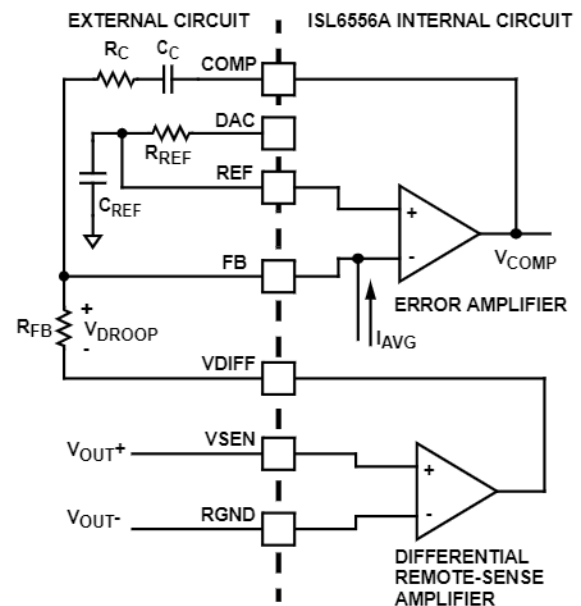 EXTERNAL CIRCUIT
ISL6556A INTERNAL CIRCUIT
RC
CC
COMP
DAC
RREF
REF
CREF
+
-
VCOMP
FB
ERROR AMPLIFIER
IAVG
RFB
+
VDROOP
-
VDIFF
VOUT+
VSEN
+
-
VOUT-
RGND
DIFFERENTIAL
REMOTE-SENSE
AMPLIFIER